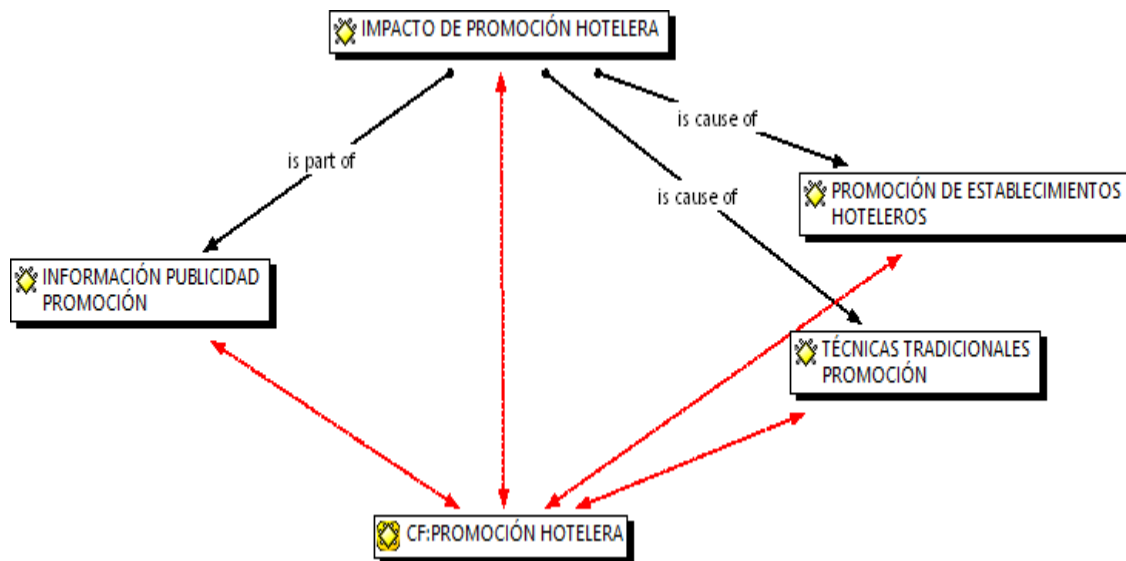 IMPACTO DE PROMOCIÓN HOTELERA
is cause of
is part of
is cause of
PROMOCIÓN DE ESTABLECIMIENTOS
HOTELEROS
INFORMACIÓN PUBLICIDAD
PROMOCIÓN
TÉCNICAS TRADICIONALES
PROMOCIÓN
CF:PROMOCIÓN HOTELERA